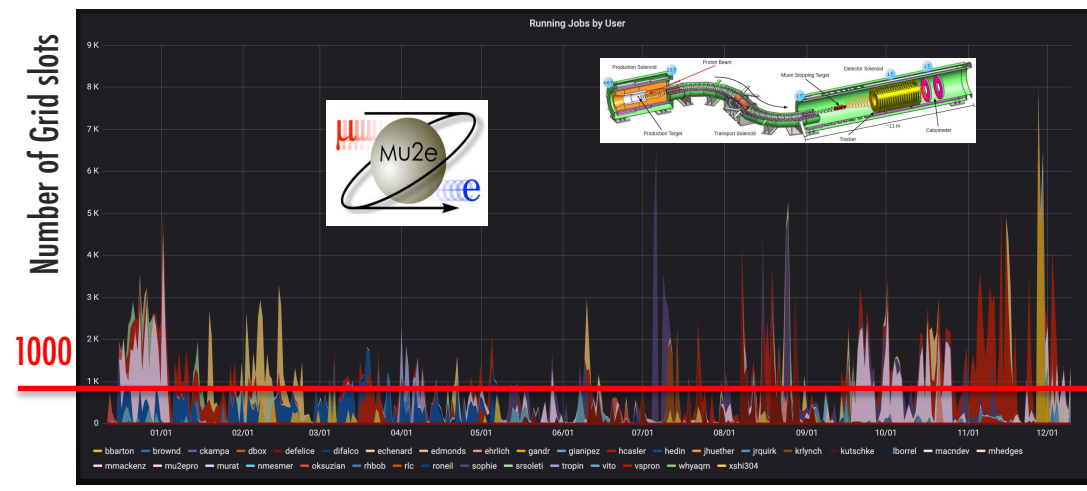 Running Jobs by User
Number of Grid slots
9 K
8 K
7 K
6 K
5 K
4 K
3 K
2 K
1 K
0
1000
μ
Mu2e
e
Production Solenoid
Proton Beam
Production Target
Transport Solenoid
Muon Stopping Target
Detector Solenoid
2 T
1 T
1 T
Tracker
~11 m
Calorimeter
01/01 02/01 03/01 04/01 05/01 06/01 07/01 08/01 09/01 10/01 11/01 12/01
bbarton brownd ckampa dbox defelice difalco echenard edmonds ehrlich gandr gianipez hcasler hedin jhuether jrquirk krlynch kutschke lborrel macndev mhedges
mmackenz mu2epro murat nmesmer oksuzian rhbob rlc roneil sophie srsoleti tropin vito vspron whyaqm xshi304